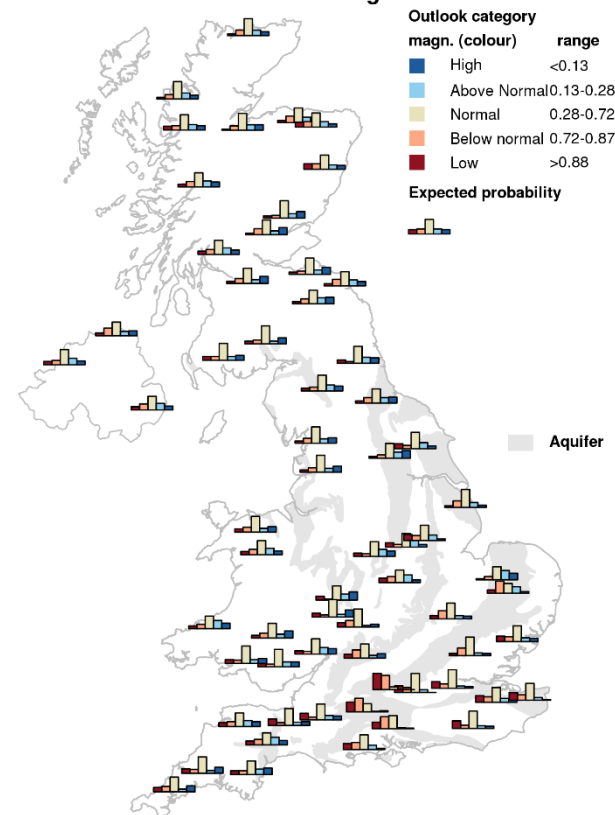 Outlook category
magn. (colour) range
High <0.13
Above Normal 0.13-0.28
Normal 0.28-0.72
Below normal 0.72-0.87
Low >0.88
Expected probability
Aquifer